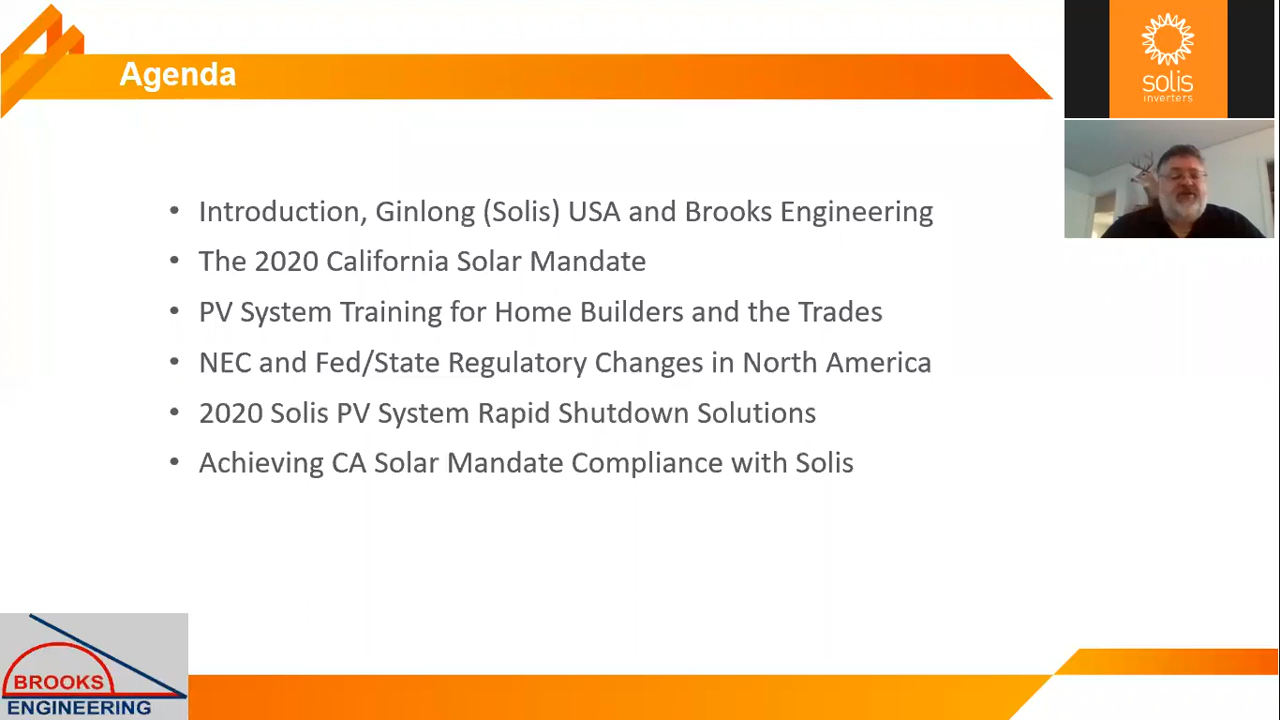 Agenda
solis
inverters
• Introduction, Ginlong (Solis) USA and Brooks Engineering
• The 2020 California Solar Mandate
• PV System Training for Home Builders and the Trades
• NEC and Fed/State Regulatory Changes in North America
• 2020 Solis PV System Rapid Shutdown Solutions
• Achieving CA Solar Mandate Compliance with Solis
BROOKS
ENGINEERING